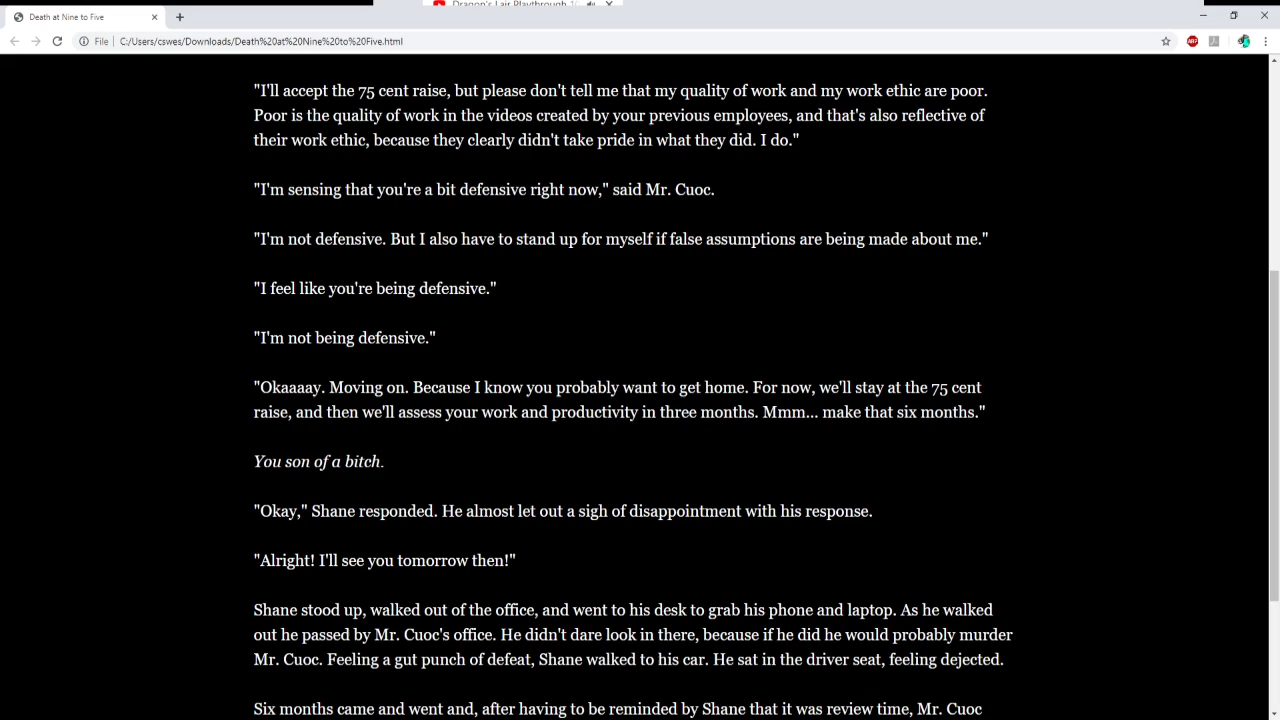 Death at Nine to Five
Dragon's Lair Playthrough
File
C:/Users/cswes/Downloads/Death%20at%20Nine%20to%20Five.html
"I'll accept the 75 cent raise, but please don't tell me that my quality of work and my work ethic are poor.
Poor is the quality of work in the videos created by your previous employees, and that's also reflective of
their work ethic, because they clearly didn't take pride in what they did. I do."
"I'm sensing that you're a bit defensive right now," said Mr. Cuoc.
"I'm not defensive. But I also have to stand up for myself if false assumptions are being made about me."
"I feel like you're being defensive."
"I'm not being defensive."
"Okaaaay. Moving on. Because I know you probably want to get home. For now, we'll stay at the 75 cent
raise, and then we'll assess your work and productivity in three months. Mmm... make that six months."
You son of a bitch.
"Okay," Shane responded. He almost let out a sigh of disappointment with his response.
"Alright! I'll see you tomorrow then!"
Shane stood up, walked out of the office, and went to his desk to grab his phone and laptop. As he walked
out he passed by Mr. Cuoc's office. He didn't dare look in there, because if he did he would probably murder
Mr. Cuoc. Feeling a gut punch of defeat, Shane walked to his car. He sat in the driver seat, feeling dejected.
Six months came and went and, after having to be reminded by Shane that it was review time, Mr. Cuoc